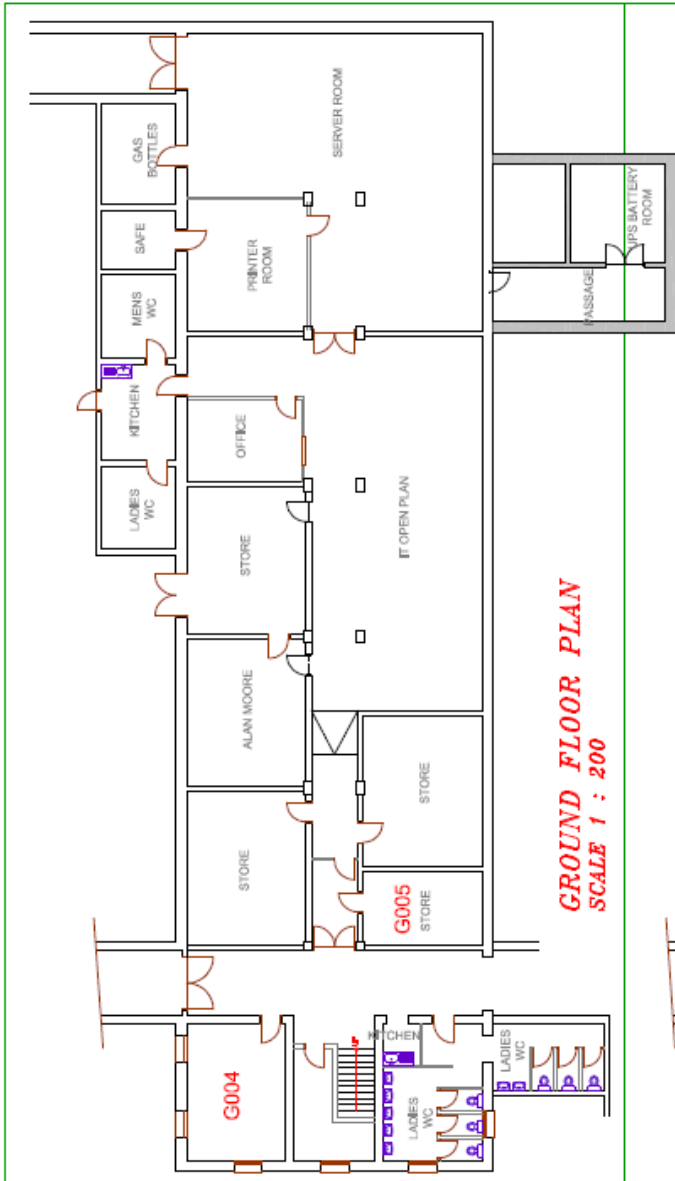 SERVER ROOM
GAS
BOTTLES
SAFE
PRINTER
ROOM
UPS BATTERY
ROOM
PASSAGE
MENS
WC
KITCHEN
OFFICE
LADIES
WC
STORE
IT OPEN PLAN
ALAN MOORE
STORE
STORE
G005
STORE
GROUND FLOOR PLAN
SCALE 1 : 200
KITCHEN
G004
UP
LADIES
WC
LADIES
WC